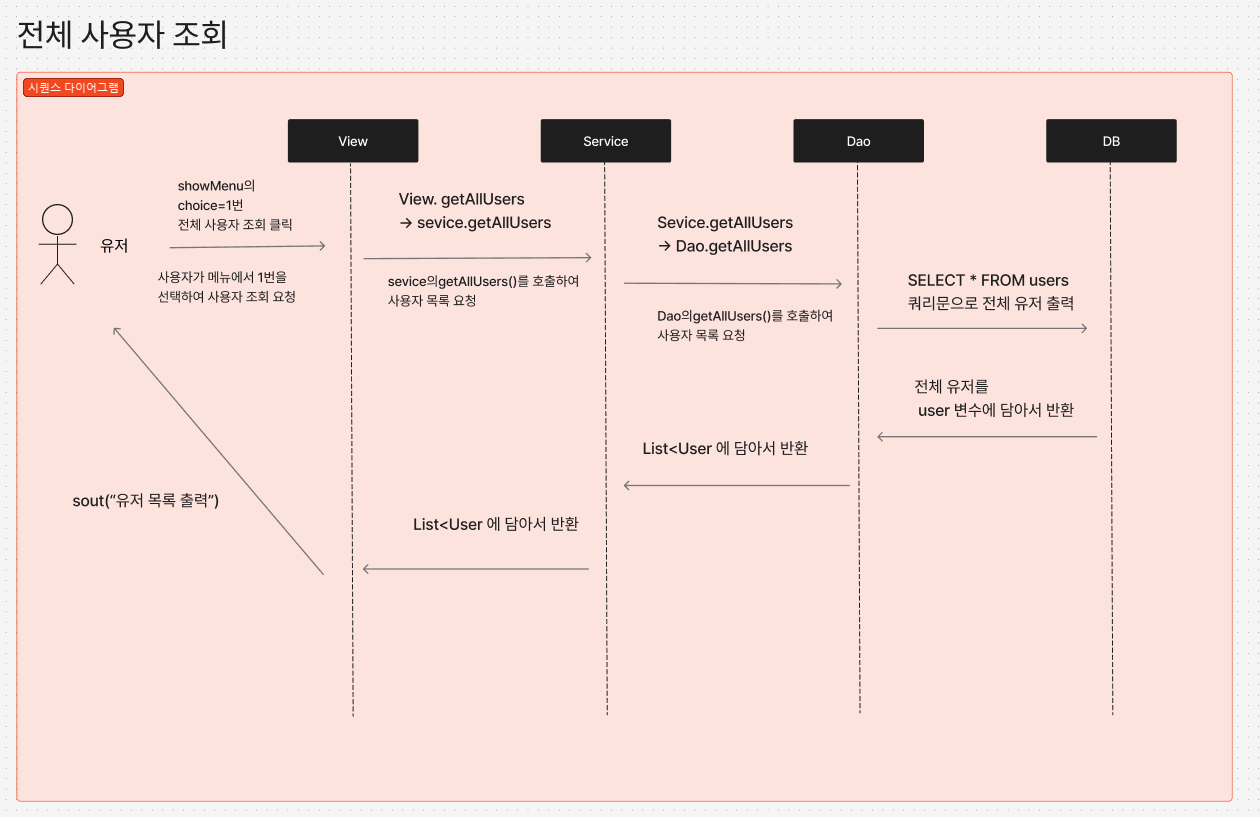 전체 사용자 조회
시퀀스 다이어그램
View
Service
Dao
DB
유저
showMenu의
choice=1번
전체 사용자 조회 클릭
사용자가 메뉴에서 1번을
선택하여 사용자 조회 요청
View. getAllUsers
→ sevice.getAllUsers
sevice의getAllUsers()를 호출하여
사용자 목록 요청
Sevice.getAllUsers
→ Dao.getAllUsers
Dao의getAllUsers()를 호출하여
사용자 목록 요청
SELECT * FROM users
쿼리문으로 전체 유저 출력
전체 유저를
user 변수에 담아서 반환
List<User 에 담아서 반환
List<User 에 담아서 반환
sout(“유저 목록 출력”)